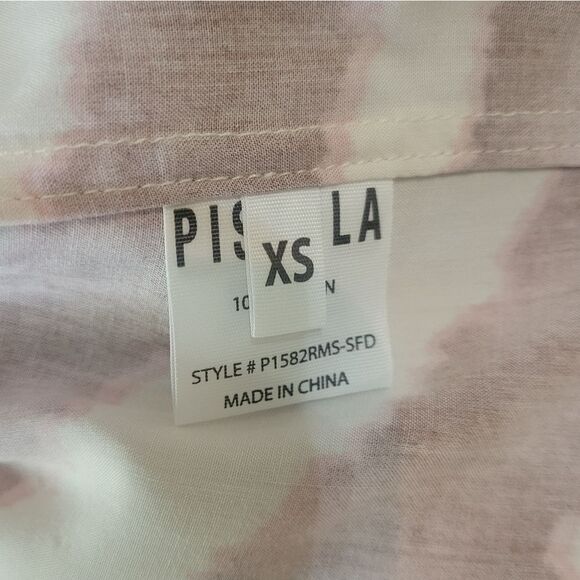 PIS LA
XS
10 N
STYLE # P1582RMS-SFD
MADE IN CHINA